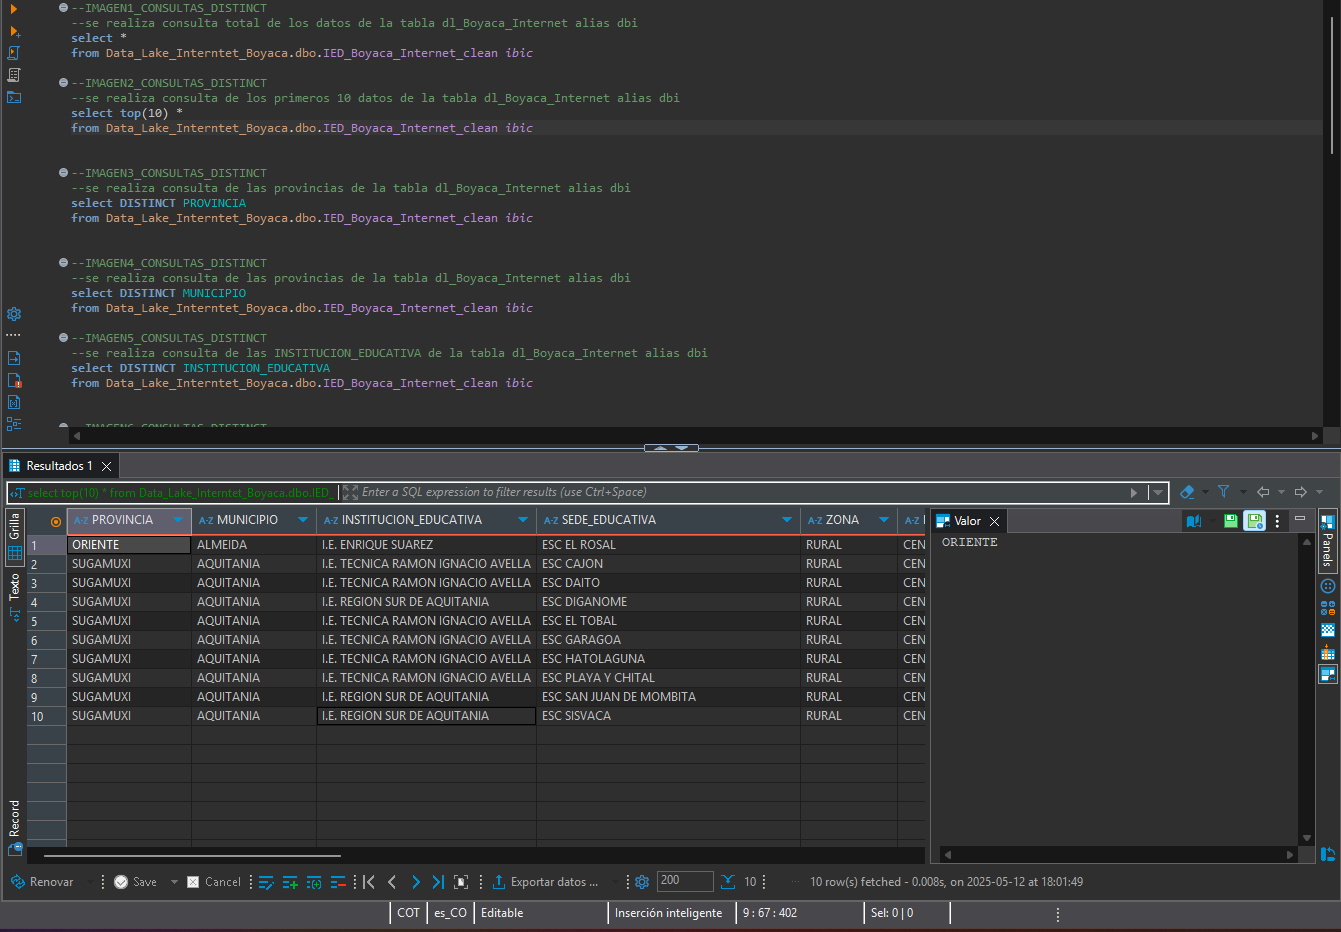 --IMAGEN1_CONSULTAS_DISTINCT
--se realiza consulta total de los datos de la tabla dl_Boyaca_Internet alias dbi
select *
from Data_Lake_Interntet_Boyaca.dbo.IED_Boyaca_Internet_clean ibic
--IMAGEN2_CONSULTAS_DISTINCT
--se realiza consulta de los primeros 10 datos de la tabla dl_Boyaca_Internet alias dbi
select top(10) *
from Data_Lake_Interntet_Boyaca.dbo.IED_Boyaca_Internet_clean ibic
--IMAGEN3_CONSULTAS_DISTINCT
--se realiza consulta de las provincias de la tabla dl_Boyaca_Internet alias dbi
select DISTINCT PROVINCIA
from Data_Lake_Interntet_Boyaca.dbo.IED_Boyaca_Internet_clean ibic
--IMAGEN4_CONSULTAS_DISTINCT
--se realiza consulta de las provincias de la tabla dl_Boyaca_Internet alias dbi
select DISTINCT MUNICIPIO
from Data_Lake_Interntet_Boyaca.dbo.IED_Boyaca_Internet_clean ibic
--IMAGEN5_CONSULTAS_DISTINCT
--se realiza consulta de las INSTITUCION_EDUCATIVA de la tabla dl_Boyaca_Internet alias dbi
select DISTINCT INSTITUCION_EDUCATIVA
from Data_Lake_Interntet_Boyaca.dbo.IED_Boyaca_Internet_clean ibic
Resultados 1
select top(10) * from Data_Lake_Interntet_Boyaca.dbo.IED_ Enter a SQL expression to filter results (use Ctrl+Space)
Grilla
Texto
Record
A-Z PROVINCIA A-Z MUNICIPIO A-Z INSTITUCION_EDUCATIVA A-Z SEDE_EDUCATIVA A-Z ZONA A-Z
1 ORIENTE ALMEIDA I.E. ENRIQUE SUAREZ ESC EL ROSAL RURAL CEN
2 SUGAMUXI AQUITANIA I.E. TECNICA RAMON IGNACIO AVELLA ESC CAJON RURAL CEN
3 SUGAMUXI AQUITANIA I.E. TECNICA RAMON IGNACIO AVELLA ESC DAITO RURAL CEN
4 SUGAMUXI AQUITANIA I.E. REGION SUR DE AQUITANIA ESC DIGANOME RURAL CEN
5 SUGAMUXI AQUITANIA I.E. TECNICA RAMON IGNACIO AVELLA ESC EL TOBAL RURAL CEN
6 SUGAMUXI AQUITANIA I.E. TECNICA RAMON IGNACIO AVELLA ESC GARAGOA RURAL CEN
7 SUGAMUXI AQUITANIA I.E. TECNICA RAMON IGNACIO AVELLA ESC HATOLAGUNA RURAL CEN
8 SUGAMUXI AQUITANIA I.E. TECNICA RAMON IGNACIO AVELLA ESC PLAYA Y CHITAL RURAL CEN
9 SUGAMUXI AQUITANIA I.E. REGION SUR DE AQUITANIA ESC SAN JUAN DE MOMBITA RURAL CEN
10 SUGAMUXI AQUITANIA I.E. REGION SUR DE AQUITANIA ESC SISVACA RURAL CEN
Valor
ORIENTE
Panels
Renovar Save Cancel Exportar datos ... 200 10 10 row(s) fetched - 0.008s, on 2025-05-12 at 18:01:49
COT es_CO Editable Inserción inteligente 9 : 67 : 402 Sel: 0 | 0